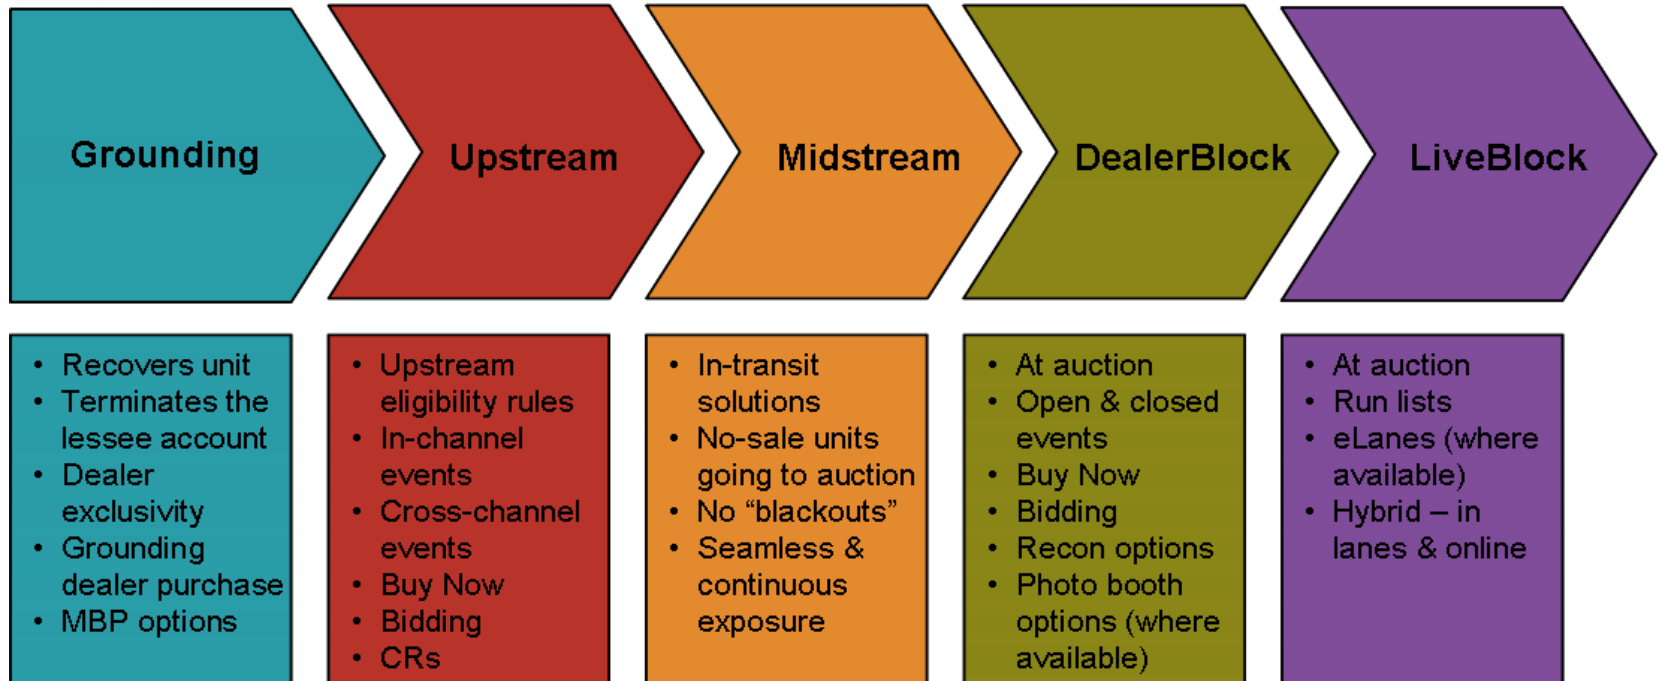 Grounding
Upstream
Midstream
DealerBlock
LiveBlock
• Recovers unit
• Terminates the
lessee account
• Dealer
exclusivity
• Grounding
dealer purchase
• MBP options
• Upstream
eligibility rules
• In-channel
events
• Cross-channel
events
• Buy Now
• Bidding
• CRs
• In-transit
solutions
• No-sale units
going to auction
• No “blackouts”
• Seamless &
continuous
exposure
• At auction
• Open & closed
events
• Buy Now
• Bidding
• Recon options
• Photo booth
options (where
available)
• At auction
• Run lists
• eLanes (where
available)
• Hybrid – in
lanes & online